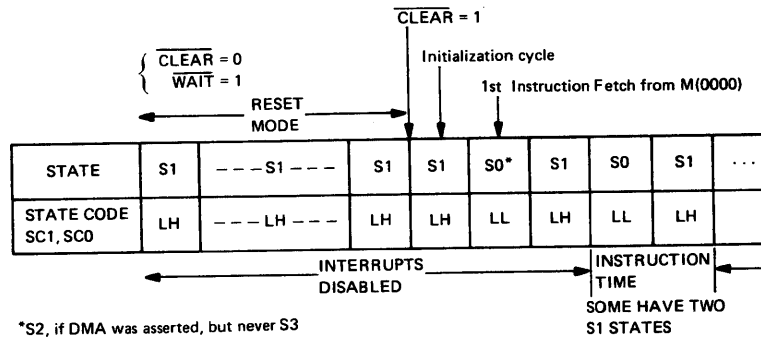 CLEAR = 1
CLEAR = 0
WAIT = 1
Initialization cycle
1st Instruction Fetch from M(0000)
RESET
MODE
STATE S1 ---S1--- S1 S1 S0* S1 S0 S1 ...
STATE CODE
SC1, SC0 LH ---LH--- LH LH LL LH LL LH
INTERRUPTS
DISABLED
INSTRUCTION
TIME
SOME HAVE TWO
S1 STATES
*S2, if DMA was asserted, but never S3